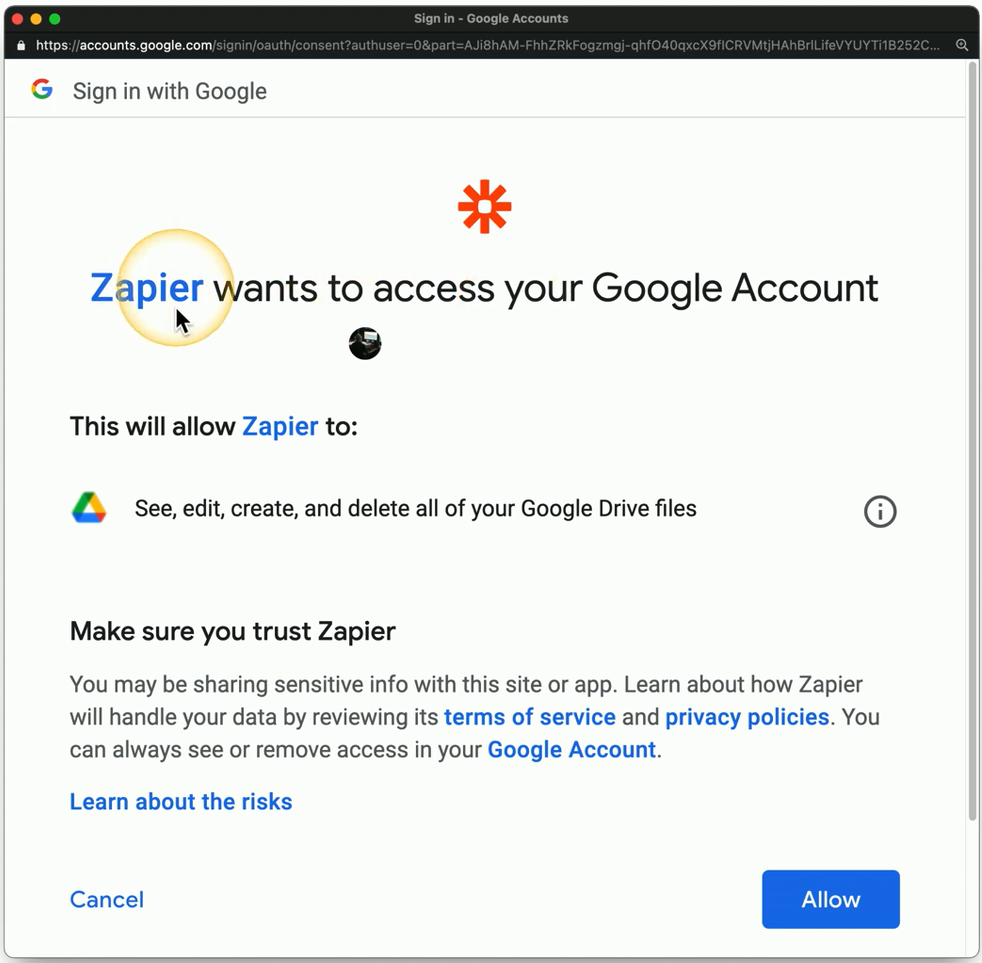 Sign in - Google Accounts
https://accounts.google.com/signin/oauth/consent?authuser=0&part=AJi8hAM-FhhZRkFogzmgj-qhfO40qxcX9fICRVMtjHAhBrlLifeVYUYTi1B252C...
Sign in with Google
Zapier wants to access your Google Account
This will allow Zapier to:
See, edit, create, and delete all of your Google Drive files
Make sure you trust Zapier
You may be sharing sensitive info with this site or app. Learn about how Zapier
will handle your data by reviewing its terms of service and privacy policies. You
can always see or remove access in your Google Account.
Learn about the risks
Cancel
Allow